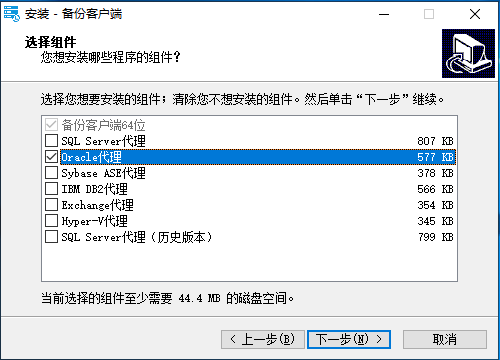 安装 - 备份客户端
选择组件
您想安装哪些程序的组件？
选择您想要安装的组件；清除您不想安装的组件。然后单击“下一步”继续。
备份客户端64位
SQL Server代理 807 KB
Oracle代理 577 KB
Sybase ASE代理 378 KB
IBM DB2代理 566 KB
Exchange代理 354 KB
Hyper-V代理 345 KB
SQL Server代理（历史版本） 799 KB
当前选择的组件至少需要 44.4 MB 的磁盘空间。
< 上一步(B) 下一步(N) > 取消